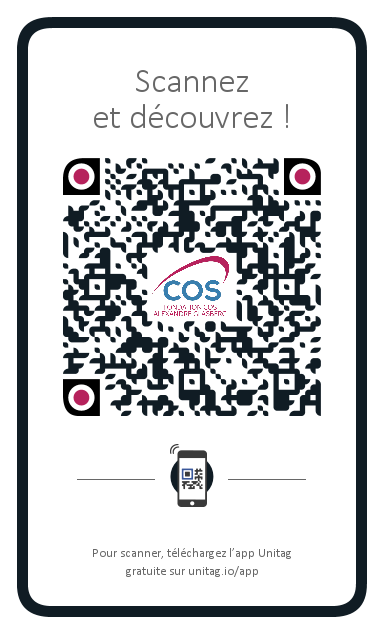 Scannez
et découvrez !
COS
FONDATION COS
ALEXANDRE GLASBERG
Pour scanner, téléchargez l'app Unitag
gratuite sur unitag.io/app